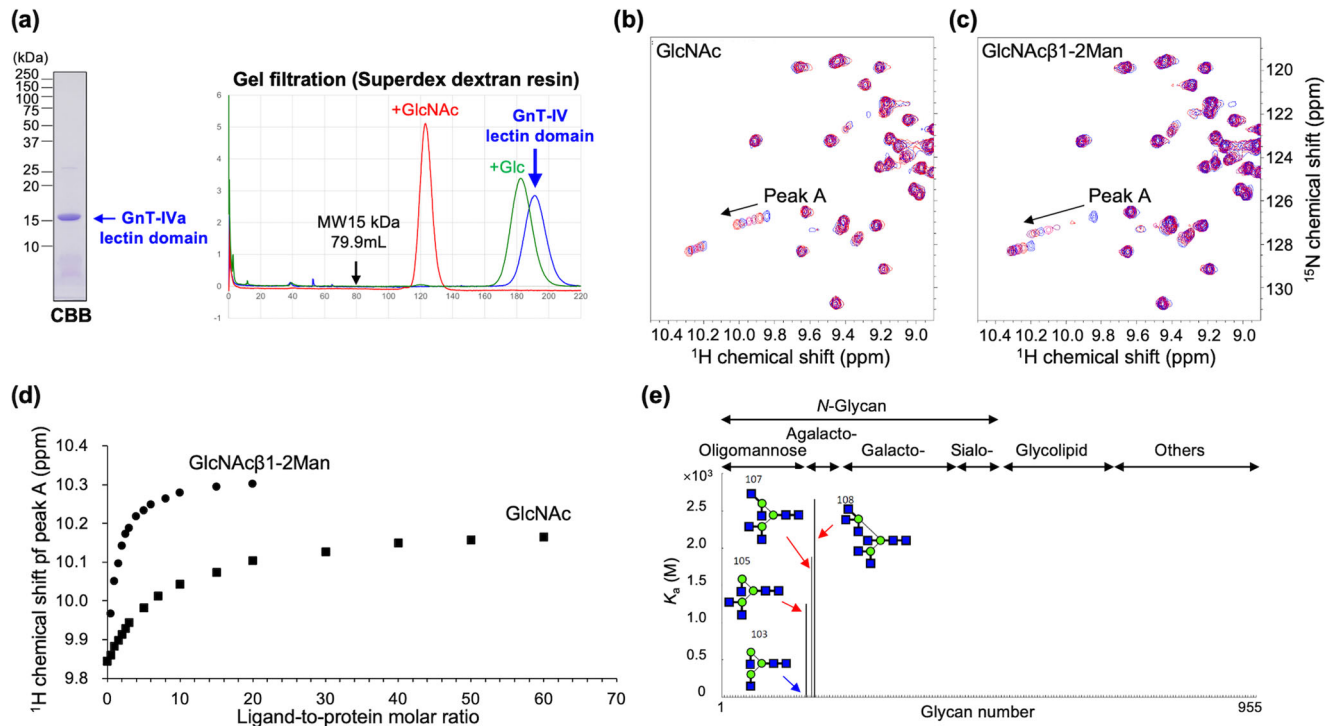 (a)
(kDa)
250
150
100
75
50
37
25
20
15
10
GnT-IVa
lectin domain
CBB
Gel filtration (Superdex dextran resin)
6
5
4
3
2
1
0
-1
0 20 40 60 80 100 120 140 160 180 200 220
+GlcNAc
GnT-IV
lectin domain
+Glc
MW15 kDa
79.9mL
(b)
GlcNAc
Peak A
10.4 10.2 10.0 9.8 9.6 9.4 9.2 9.0
¹H chemical shift (ppm)
(c)
GlcNAcβ1-2Man
Peak A
10.4 10.2 10.0 9.8 9.6 9.4 9.2 9.0
¹H chemical shift (ppm)
120
122
124
126
128
130
¹⁵N chemical shift (ppm)
(d)
¹H chemical shift pf peak A (ppm)
10.4
10.3
10.2
10.1
10.0
9.9
9.8
GlcNAcβ1-2Man
GlcNAc
0 10 20 30 40 50 60 70
Ligand-to-protein molar ratio
(e)
N-Glycan
Agalacto-
Oligomannose Galacto- Sialo- Glycolipid Others
×10³
2.5
2.0
1.5
1.0
0.5
0
Kₐ (M)
107
108
105
103
1 955
Glycan number